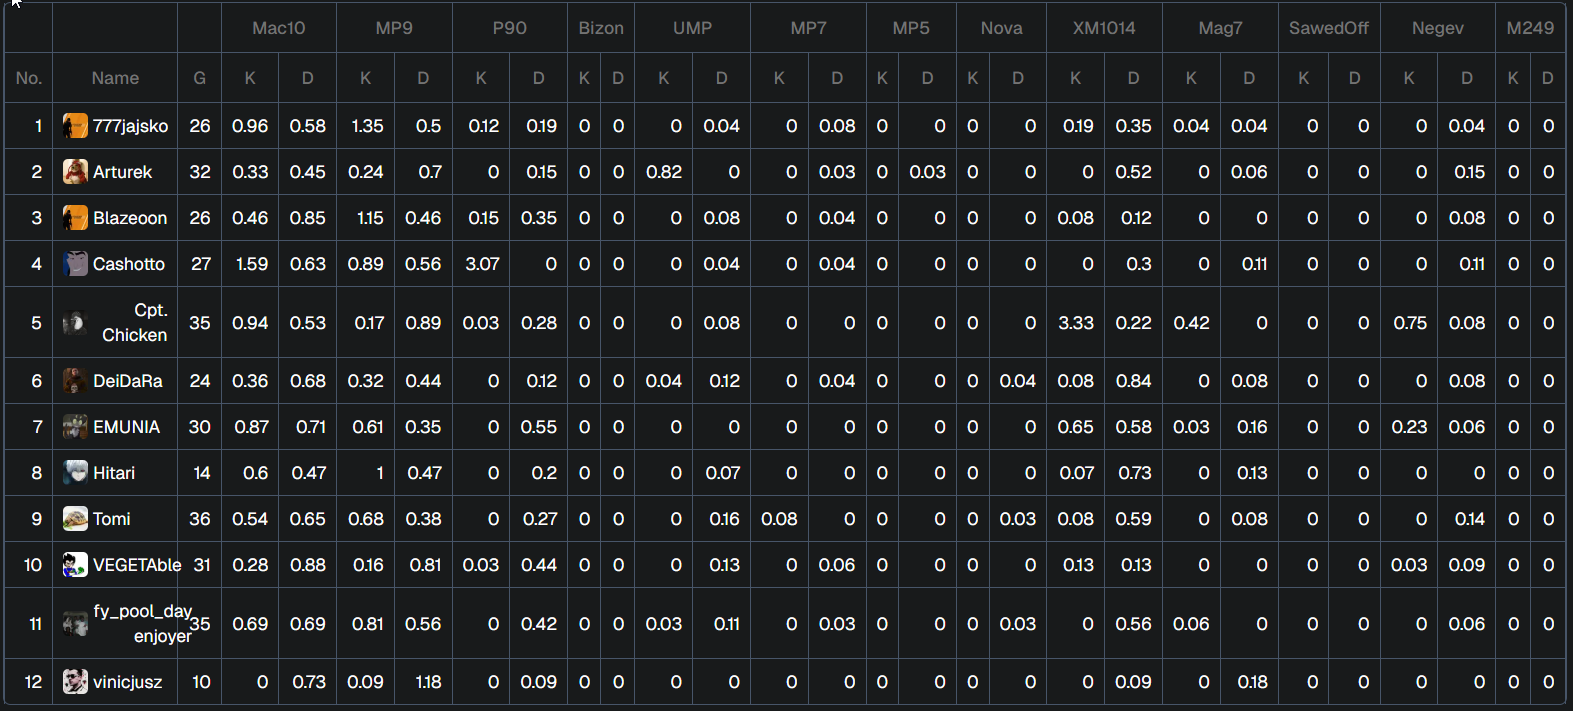 Mac10 MP9 P90 Bizon UMP MP7 MP5 Nova XM1014 Mag7 SawedOff Negev M249
No. Name G K D K D K D K D K D K D K D K D K D K D K D K D K D
1 777jajsko 26 0.96 0.58 1.35 0.5 0.12 0.19 0 0 0 0.04 0 0.08 0 0 0 0 0.19 0.35 0.04 0.04 0 0 0 0.04 0 0
2 Arturek 32 0.33 0.45 0.24 0.7 0 0.15 0 0 0.82 0 0 0.03 0 0.03 0 0 0 0.52 0 0.06 0 0 0 0.15 0 0
3 Blazeoon 26 0.46 0.85 1.15 0.46 0.15 0.35 0 0 0 0.08 0 0.04 0 0 0 0 0.08 0.12 0 0 0 0 0 0.08 0 0
4 Cashotto 27 1.59 0.63 0.89 0.56 3.07 0 0 0 0 0.04 0 0.04 0 0 0 0 0 0.3 0 0.11 0 0 0 0.11 0 0
Cpt.
5 Chicken 35 0.94 0.53 0.17 0.89 0.03 0.28 0 0 0 0.08 0 0 0 0 0 0 3.33 0.22 0.42 0 0 0 0.75 0.08 0 0
6 DeiDaRa 24 0.36 0.68 0.32 0.44 0 0.12 0 0 0.04 0.12 0 0.04 0 0 0 0.04 0.08 0.84 0 0.08 0 0 0 0.08 0 0
7 EMUNIA 30 0.87 0.71 0.61 0.35 0 0.55 0 0 0 0 0 0 0 0 0 0 0.65 0.58 0.03 0.16 0 0 0.23 0.06 0 0
8 Hitari 14 0.6 0.47 1 0.47 0 0.2 0 0 0 0.07 0 0 0 0 0 0 0.07 0.73 0 0.13 0 0 0 0 0 0
9 Tomi 36 0.54 0.65 0.68 0.38 0 0.27 0 0 0 0.16 0.08 0 0 0 0 0.03 0.08 0.59 0 0.08 0 0 0 0.14 0 0
10 VEGETAble 31 0.28 0.88 0.16 0.81 0.03 0.44 0 0 0 0.13 0 0.06 0 0 0 0 0.13 0.13 0 0 0 0 0.03 0.09 0 0
fy_pool_day
11 enjoyer 35 0.69 0.69 0.81 0.56 0 0.42 0 0 0.03 0.11 0 0.03 0 0 0 0.03 0 0.56 0.06 0 0 0 0 0.06 0 0
12 vinicjusz 10 0 0.73 0.09 1.18 0 0.09 0 0 0 0 0 0 0 0 0 0 0 0.09 0 0.18 0 0 0 0 0 0